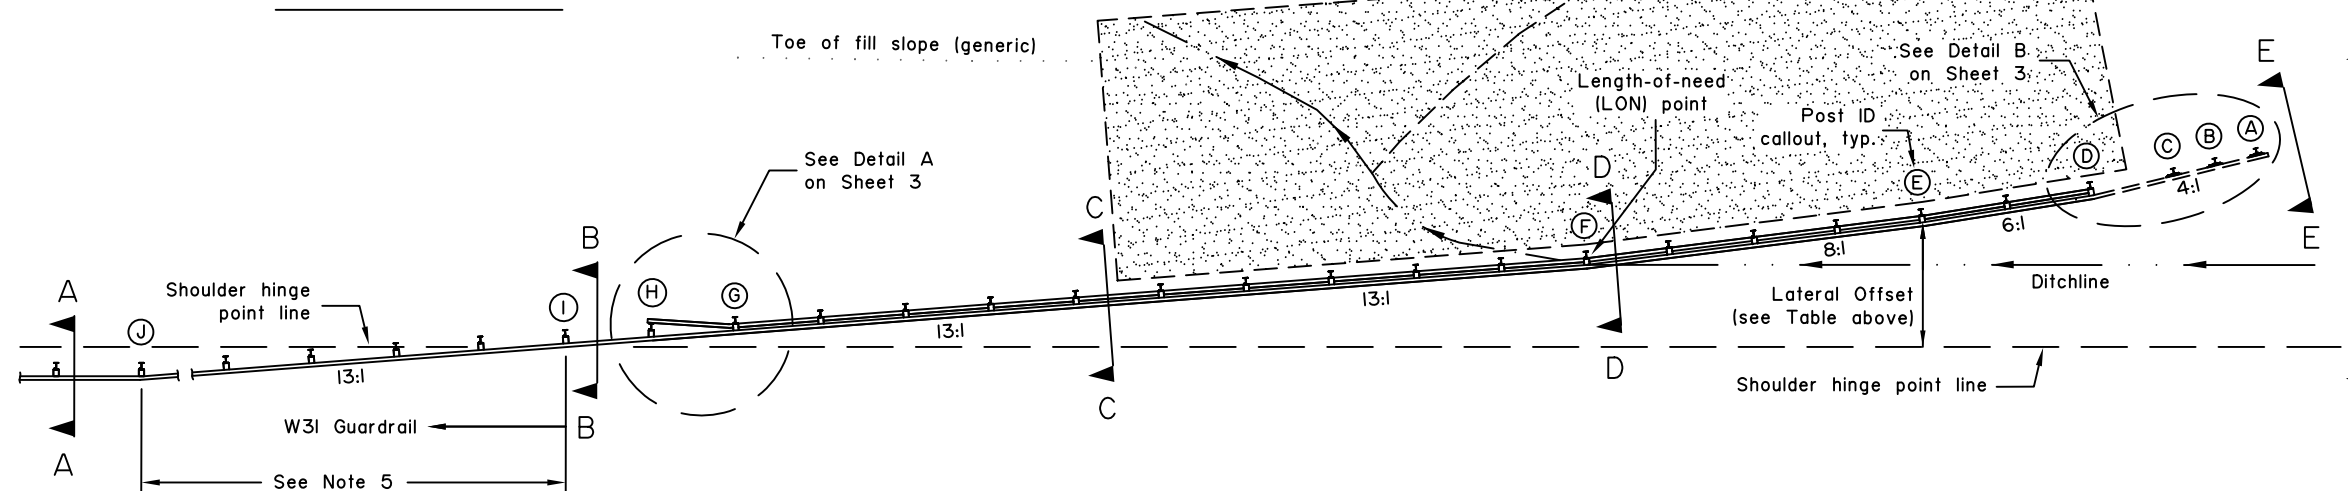 Toe of fill slope (generic)
See Detail B
on Sheet 3
E
Length-of-need
(LON) point
Post ID
callout, typ.
A
B
C
D
E
4:1
E
See Detail A
on Sheet 3
D
F
6:1
8:1
C
B
Ditchline
A
Shoulder hinge
point line
J
I
H
G
13:1
13:1
Lateral Offset
(see Table above)
13:1
D
Shoulder hinge point line
C
W31 Guardrail
B
A
See Note 5